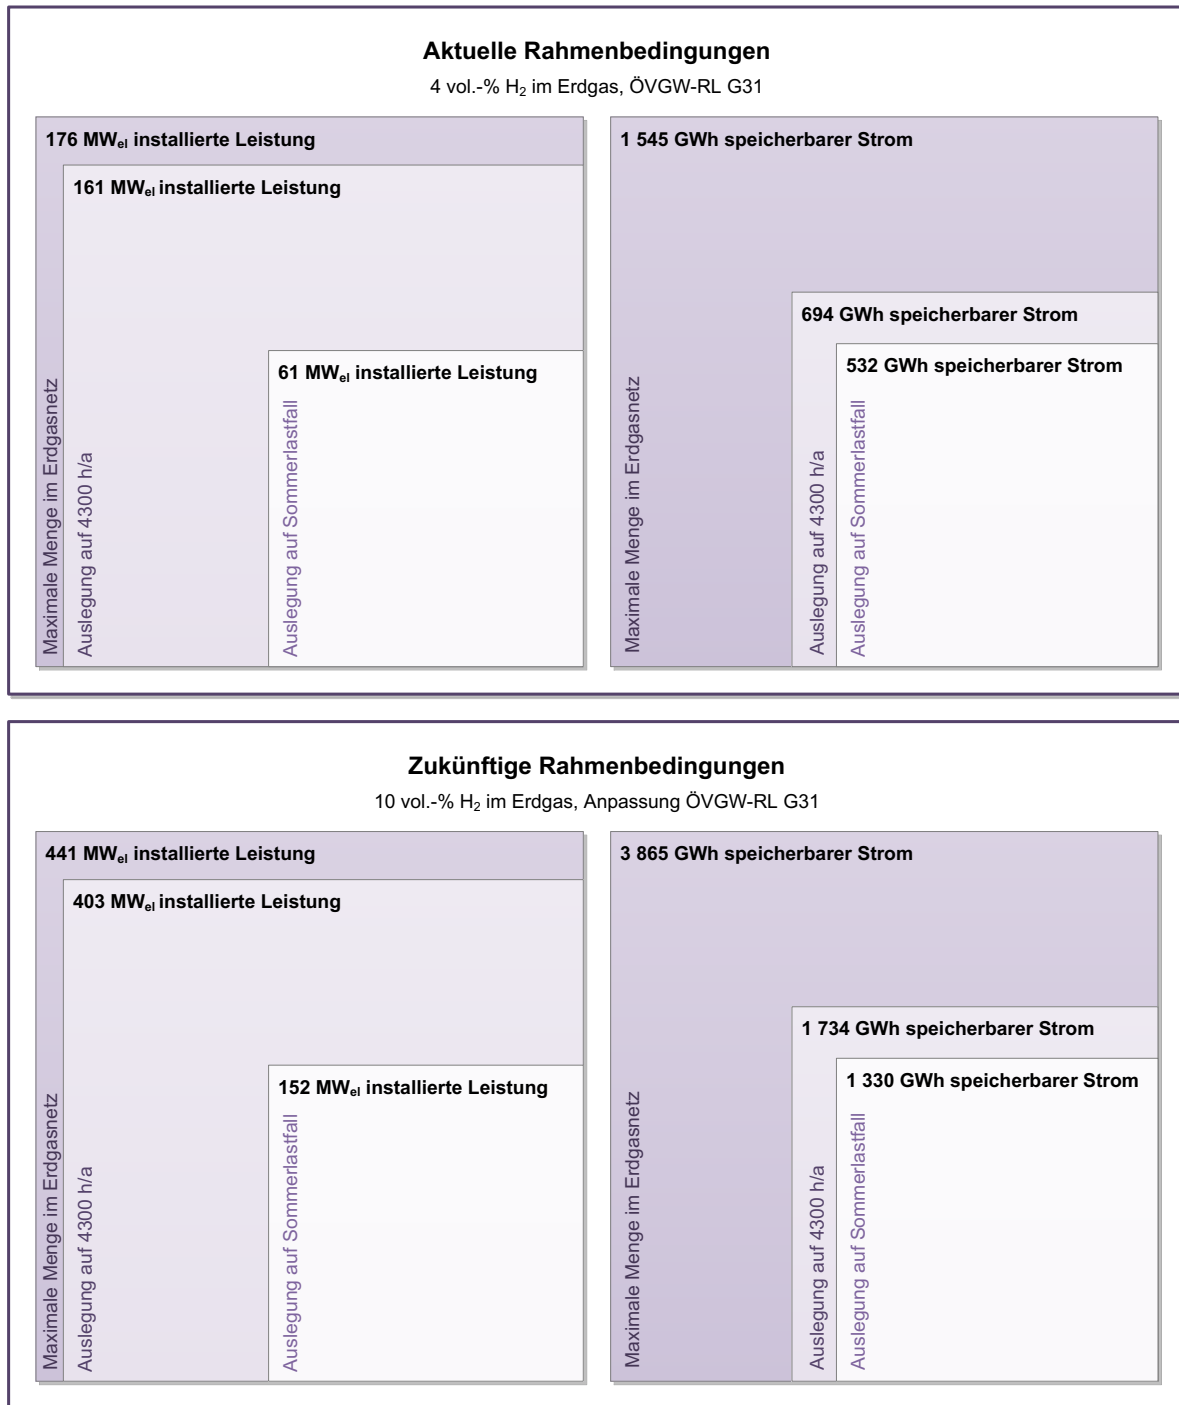 Aktuelle Rahmenbedingungen
4 vol.-% H₂ im Erdgas, ÖVGW-RL G31
176 MWel installierte Leistung
161 MWel installierte Leistung
61 MWel installierte Leistung
Maximale Menge im Erdgasnetz
Auslegung auf 4300 h/a
Auslegung auf Sommerlastfall
1 545 GWh speicherbarer Strom
694 GWh speicherbarer Strom
532 GWh speicherbarer Strom
Maximale Menge im Erdgasnetz
Auslegung auf 4300 h/a
Auslegung auf Sommerlastfall
Zukünftige Rahmenbedingungen
10 vol.-% H₂ im Erdgas, Anpassung ÖVGW-RL G31
441 MWel installierte Leistung
403 MWel installierte Leistung
152 MWel installierte Leistung
Maximale Menge im Erdgasnetz
Auslegung auf 4300 h/a
Auslegung auf Sommerlastfall
3 865 GWh speicherbarer Strom
1 734 GWh speicherbarer Strom
1 330 GWh speicherbarer Strom
Maximale Menge im Erdgasnetz
Auslegung auf 4300 h/a
Auslegung auf Sommerlastfall